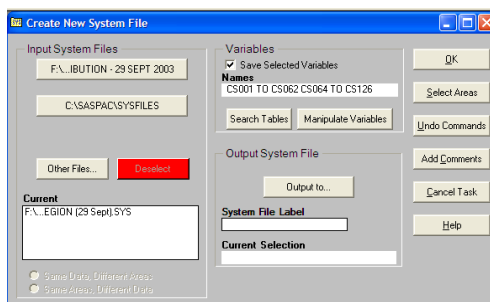 Create New System File
Input System Files
F:\...IBUTION - 29 SEPT 2003
C:\SASPAC\SYSFILES
Other Files...
Deselect
Current
F:\...EGION (29 Sept).SYS
Same Data, Different Areas
Same Areas, Different Data
Variables
Save Selected Variables
Names
CS001 TO CS062 CS064 TO CS126
Search Tables
Manipulate Variables
Output System File
Output to...
System File Label
Current Selection
OK
Select Areas
Undo Commands
Add Comments
Cancel Task
Help